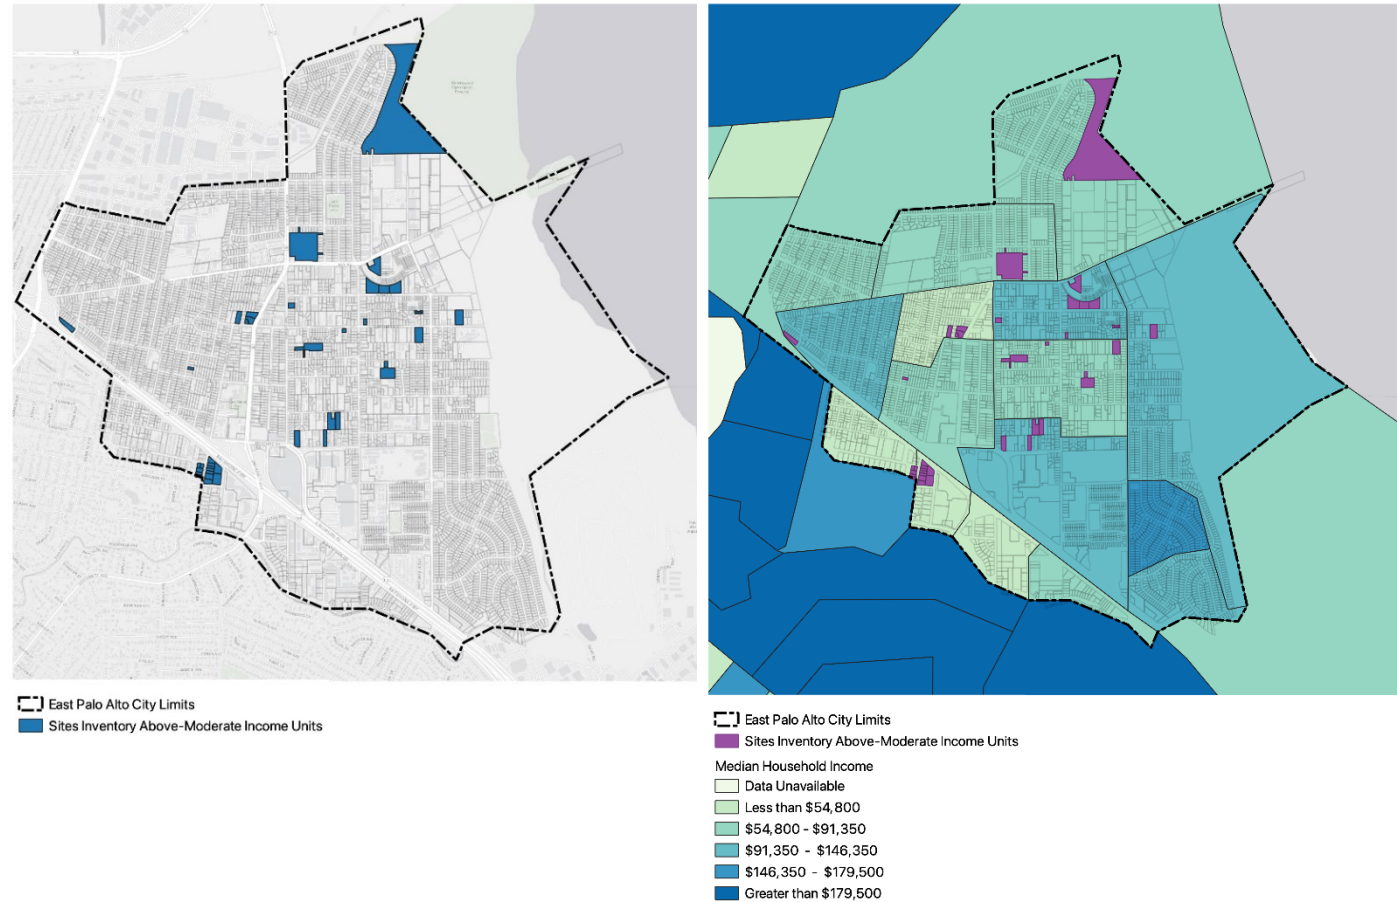 East Palo Alto City Limits
Sites Inventory Above-Moderate Income Units
East Palo Alto City Limits
Sites Inventory Above-Moderate Income Units
Median Household Income
Data Unavailable
Less than $54,800
$54,800 - $91,350
$91,350 - $146,350
$146,350 - $179,500
Greater than $179,500